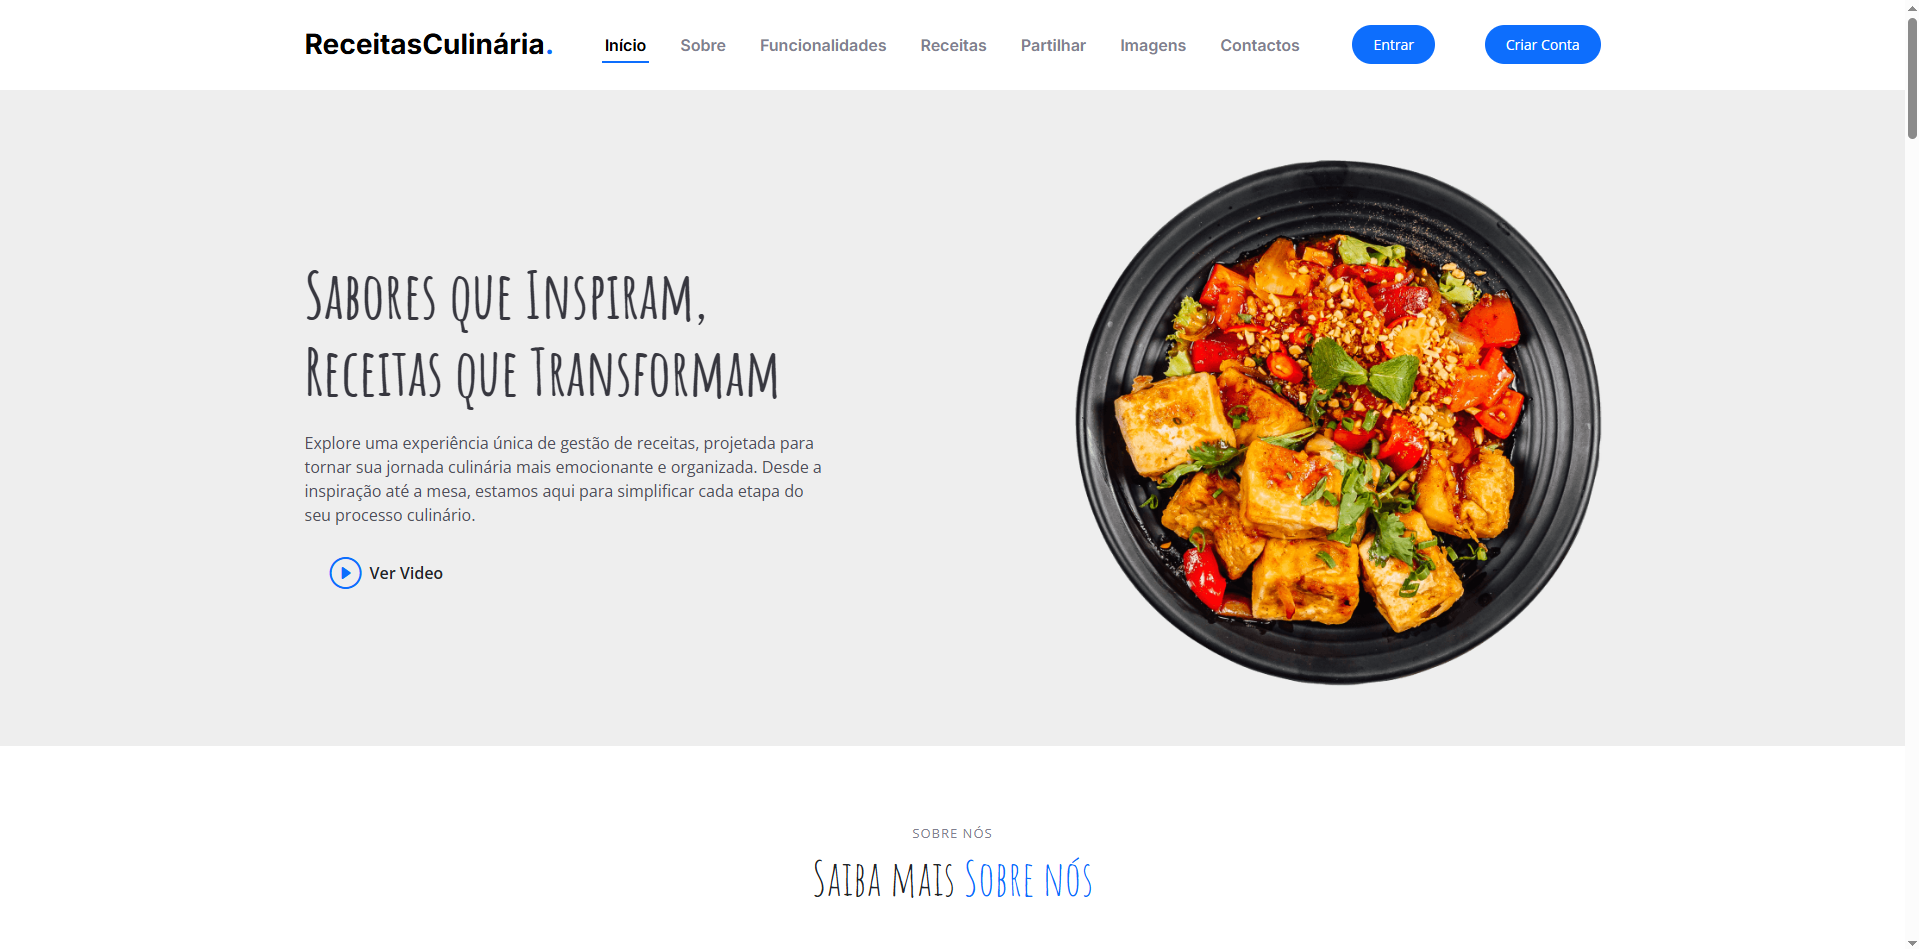 ReceitasCulinária.
Início Sobre Funcionalidades Receitas Partilhar Imagens Contactos
Entrar
Criar Conta
Sabores que Inspiram,
Receitas que Transformam
Explore uma experiência única de gestão de receitas, projetada para
tornar sua jornada culinária mais emocionante e organizada. Desde a
inspiração até a mesa, estamos aqui para simplificar cada etapa do
seu processo culinário.
Ver Video
SOBRE NÓS
Saiba mais Sobre nós